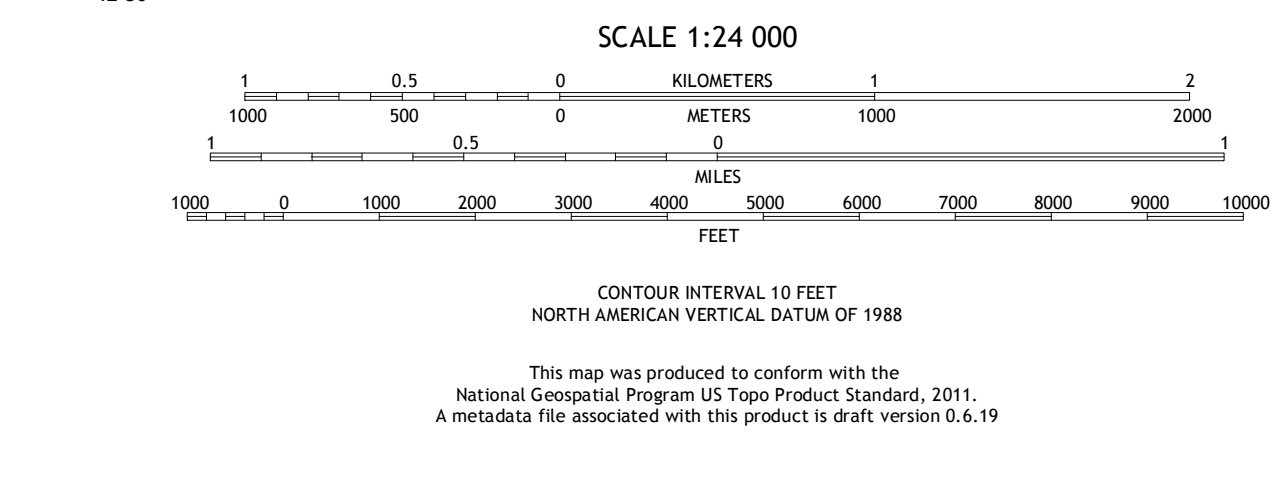 SCALE 1:24 000
1 0.5 0 KILOMETERS 1 2
1000 500 0 METERS 1000 2000
1 0.5 0 1
MILES
1000 0 1000 2000 3000 4000 5000 6000 7000 8000 9000 10000
FEET
CONTOUR INTERVAL 10 FEET
NORTH AMERICAN VERTICAL DATUM OF 1988
This map was produced to conform with the
National Geospatial Program US Topo Product Standard, 2011.
A metadata file associated with this product is draft version 0.6.19